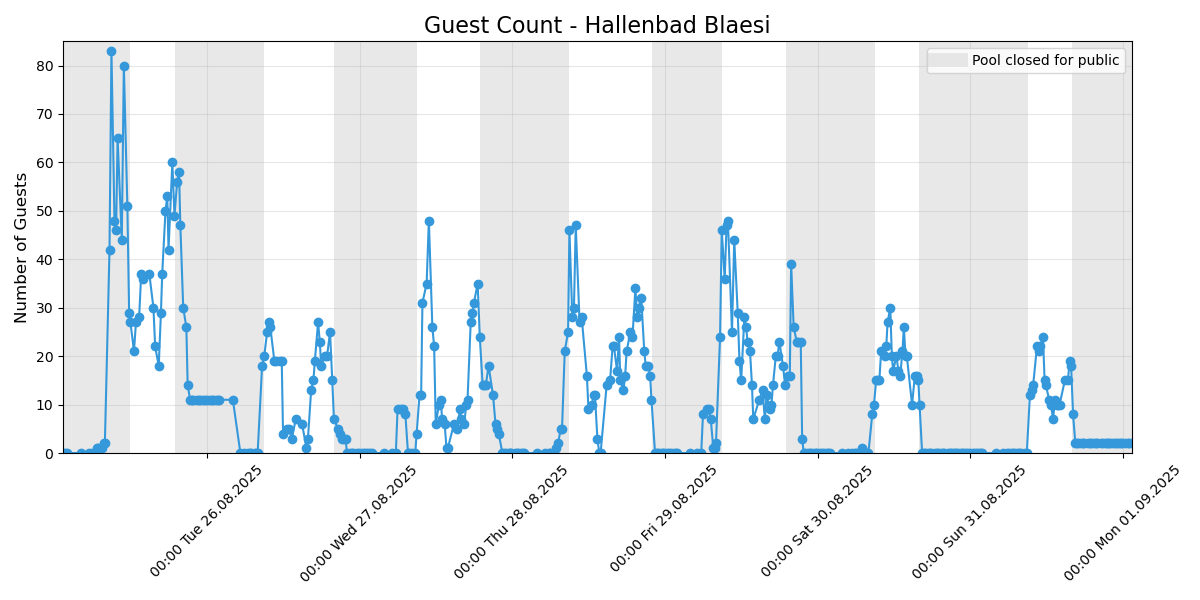 Guest Count - Hallenbad Blaesi
Pool closed for public
Number of Guests
80
70
60
50
40
30
20
10
0
00:00 Tue 26.08.2025
00:00 Wed 27.08.2025
00:00 Thu 28.08.2025
00:00 Fri 29.08.2025
00:00 Sat 30.08.2025
00:00 Sun 31.08.2025
00:00 Mon 01.09.2025